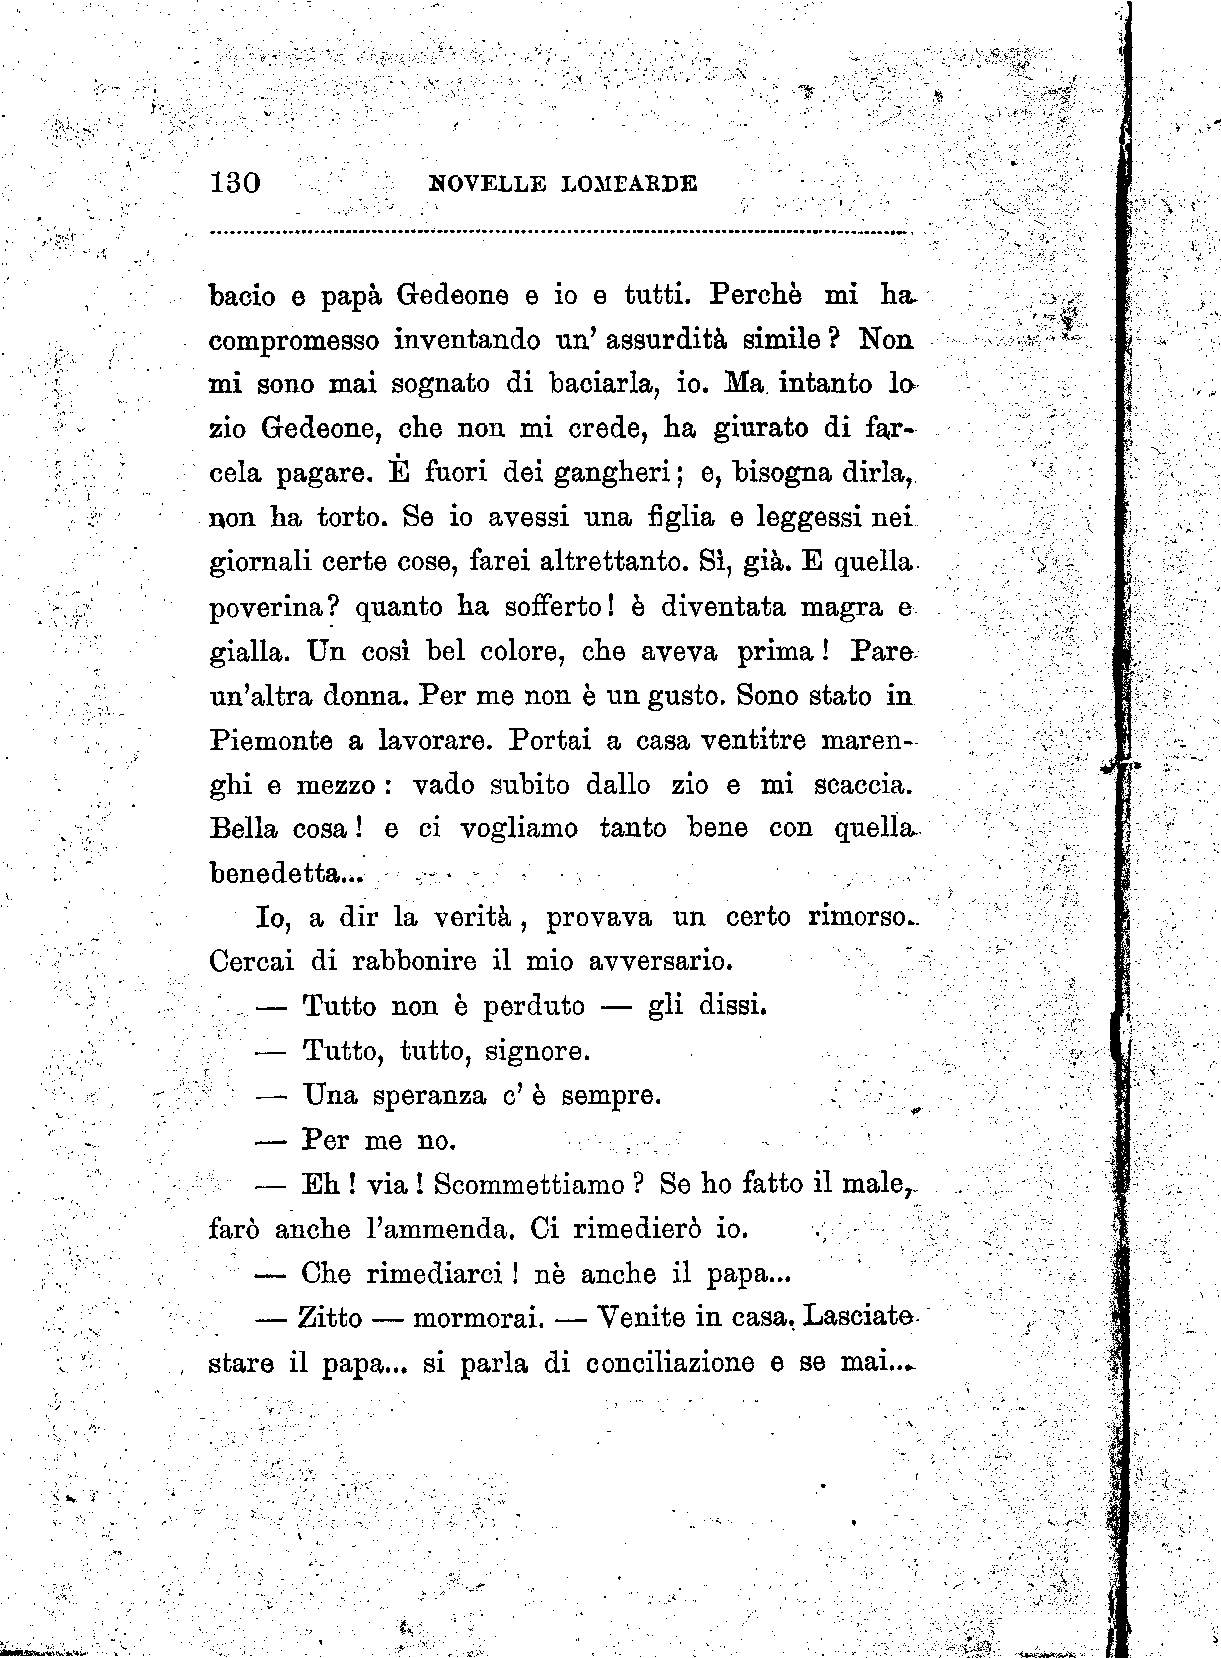 130 NOVELLE LOMBARDE
bacio e papà Gedeone e io e tutti. Perchè mi ha
compromesso inventando un' assurdità simile? Non
mi sono mai sognato di baciarla, io. Ma intanto lo
zio Gedeone, che non mi crede, ha giurato di far-
cela pagare. È fuori dei gangheri; e, bisogna dirla,
non ha torto. Se io avessi una figlia e leggessi nei
giornali certe cose, farei altrettanto. Sì, già. E quella
poverina? quanto ha sofferto! è diventata magra e
gialla. Un così bel colore, che aveva prima! Pare
un'altra donna. Per me non è un gusto. Sono stato in
Piemonte a lavorare. Portai a casa ventitre maren-
ghi e mezzo: vado subito dallo zio e mi scaccia.
Bella cosa! e ci vogliamo tanto bene con quella
benedetta...
Io, a dir la verità, provava un certo rimorso.
Cercai di rabbonire il mio avversario.
— Tutto non è perduto — gli dissi.
— Tutto, tutto, signore.
— Una speranza c' è sempre.
— Per me no.
— Eh! via! Scommettiamo? Se ho fatto il male,
farò anche l'ammenda. Ci rimedierò io.
— Che rimediarci! nè anche il papa...
— Zitto — mormorai. — Venite in casa. Lasciate
stare il papa... si parla di conciliazione e se mai...